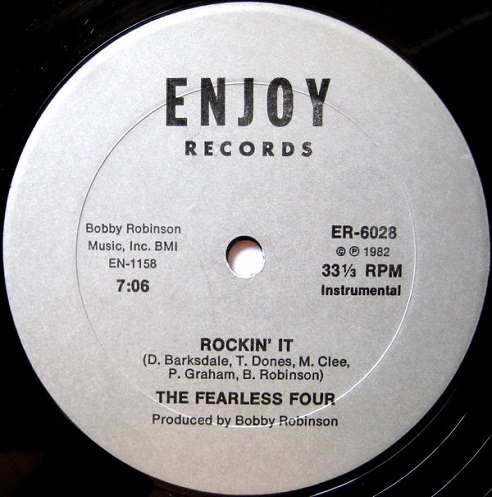 ENJOY
RECORDS
Bobby Robinson
Music, Inc. BMI
EN-1158
7:06
ER-6028
© ℗ 1982
33⅓ RPM
Instrumental
ROCKIN' IT
(D. Barksdale, T. Dones, M. Clee,
P. Graham, B. Robinson)
THE FEARLESS FOUR
Produced by Bobby Robinson